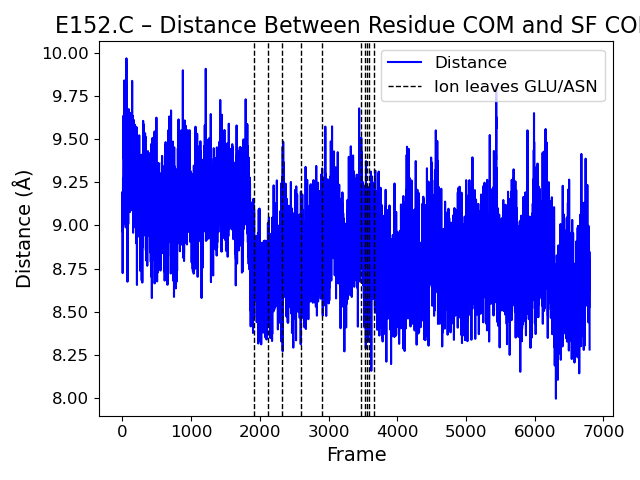 E152.C – Distance Between Residue COM and SF CO
Distance
Ion leaves GLU/ASN
10.00
9.75
9.50
9.25
9.00
8.75
8.50
8.25
8.00
Distance (Å)
0 1000 2000 3000 4000 5000 6000 7000
Frame